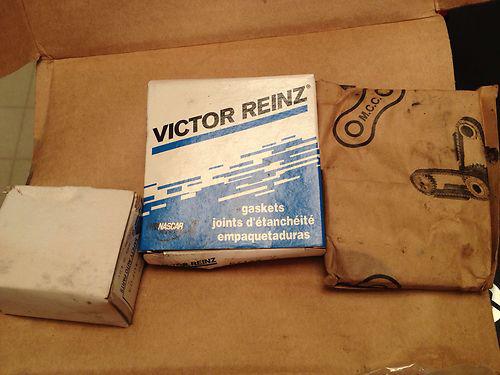 VICTOR REINZ®
NASCAR
gaskets
joints d'étanchéité
empaquetaduras
VICTOR REINZ
M.C.C.